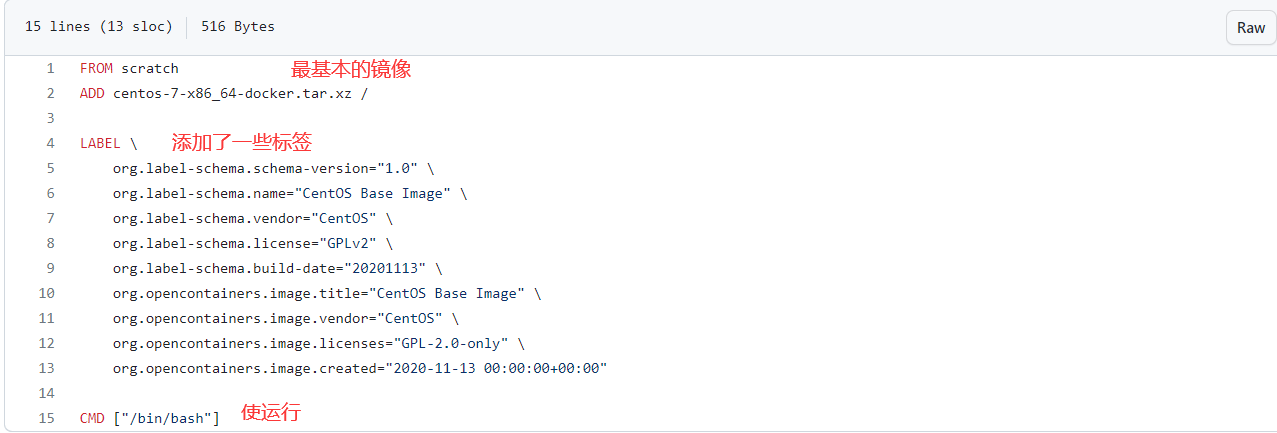 15 lines (13 sloc) 516 Bytes Raw
1 FROM scratch 最基本的镜像
2 ADD centos-7-x86_64-docker.tar.xz /
3
4 LABEL \ 添加了一些标签
5 org.label-schema.schema-version="1.0" \
6 org.label-schema.name="CentOS Base Image" \
7 org.label-schema.vendor="CentOS" \
8 org.label-schema.license="GPLv2" \
9 org.label-schema.build-date="20201113" \
10 org.opencontainers.image.title="CentOS Base Image" \
11 org.opencontainers.image.vendor="CentOS" \
12 org.opencontainers.image.licenses="GPL-2.0-only" \
13 org.opencontainers.image.created="2020-11-13 00:00:00+00:00"
14
15 CMD ["/bin/bash"] 使运行